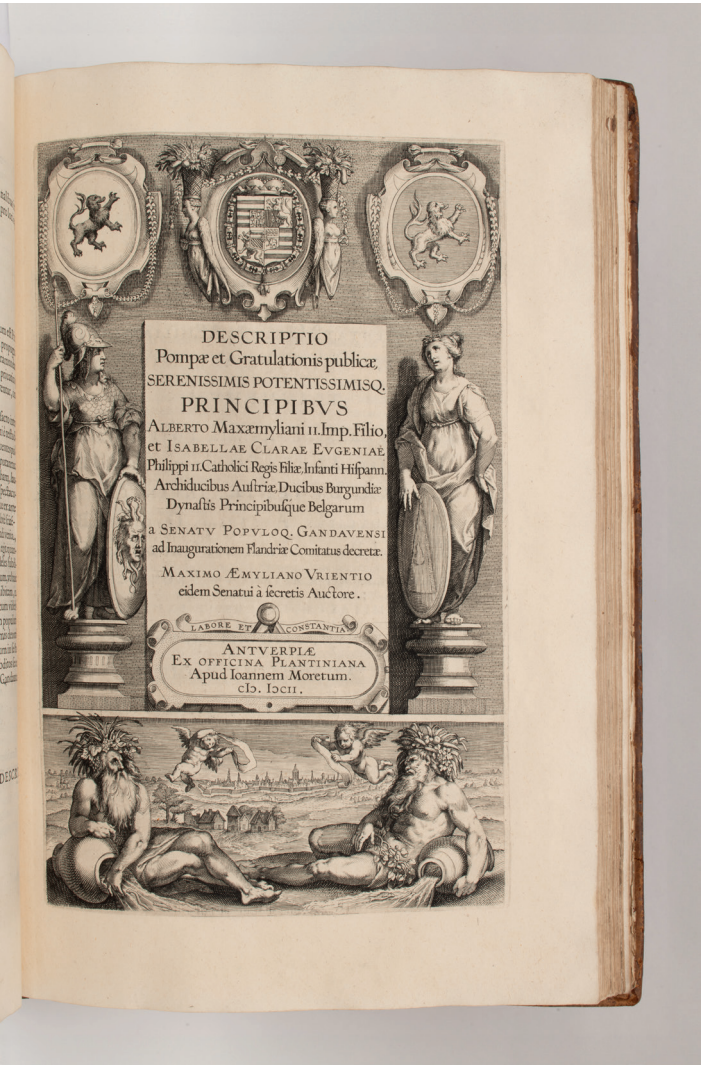 DESCRIPTIO
Pompæ et Gratulationis publicæ,
SERENISSIMIS POTENTISSIMISQ.
PRINCIPIBVS
ALBERTO Maxæmyliani II. Imp. Filio,
et ISABELLAE CLARAE EVGENIAE
Philippi II. Catholici Regis Filiæ, Infanti Hiſpann.
Archiducibus Auſtriæ, Ducibus Burgundiæ
Dynaſtis Principibuſque Belgarum
a SENATV POPVLOQ. GANDAVENSI
ad Inaugurationem Flandriæ Comitatus decretæ.
MAXIMO ÆMYLIANO VRIENTIO
eidem Senatui à ſecretis Auctore.
LABORE ET CONSTANTIA
ANTVERPIÆ
EX OFFICINA PLANTINIANA
Apud Ioannem Moretum.
cIↄ. IↄcII.